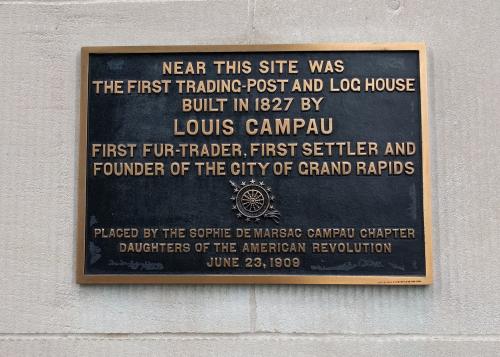 NEAR THIS SITE WAS
THE FIRST TRADING-POST AND LOG HOUSE
BUILT IN 1827 BY
LOUIS CAMPAU
FIRST FUR-TRADER, FIRST SETTLER AND
FOUNDER OF THE CITY OF GRAND RAPIDS
PLACED BY THE SOPHIE DE MARSAC CAMPAU CHAPTER
DAUGHTERS OF THE AMERICAN REVOLUTION
JUNE 23, 1909